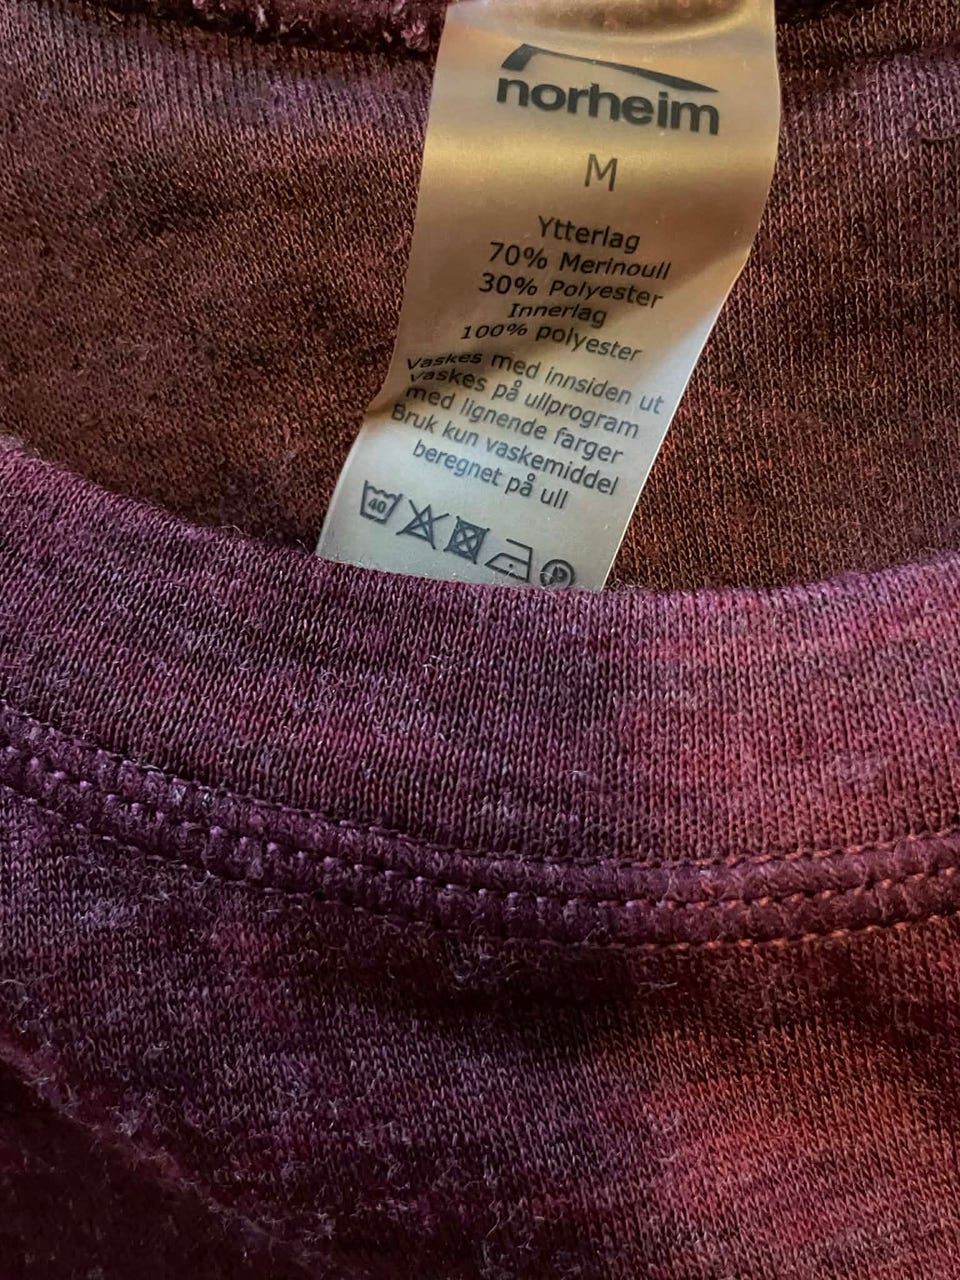 norheim
M
Ytterlag
70% Merinoull
30% Polyester
Innerlag
100% polyester
Vaskes med innsiden ut
Vaskes på ullprogram
med lignende farger
Bruk kun vaskemiddel
beregnet på ull
40 P